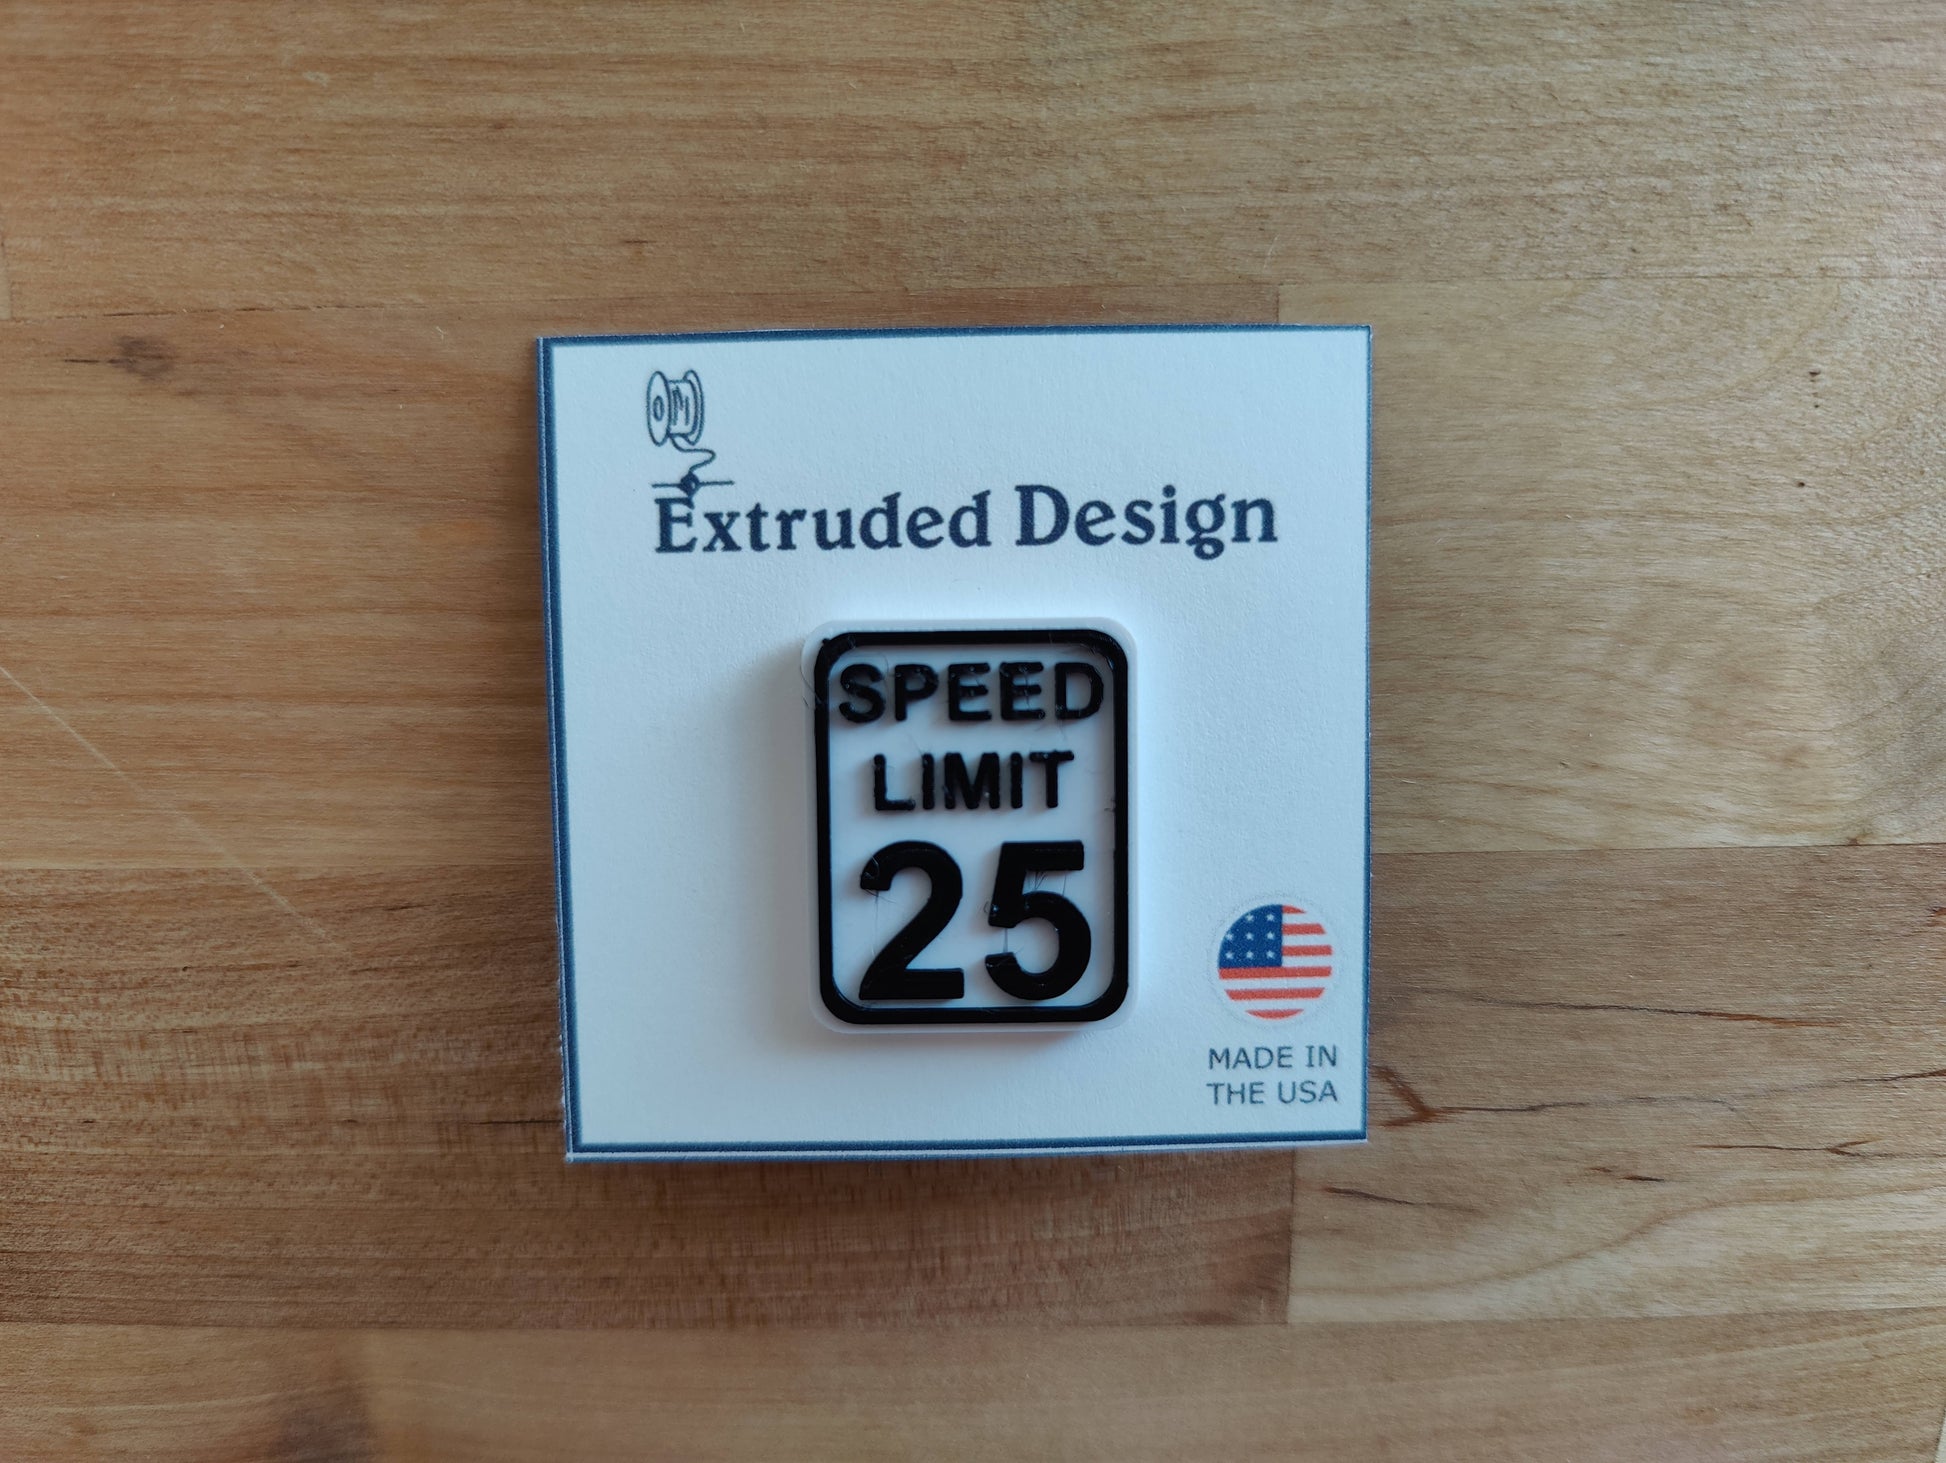 Extruded Design
SPEED
LIMIT
25
MADE IN
THE USA